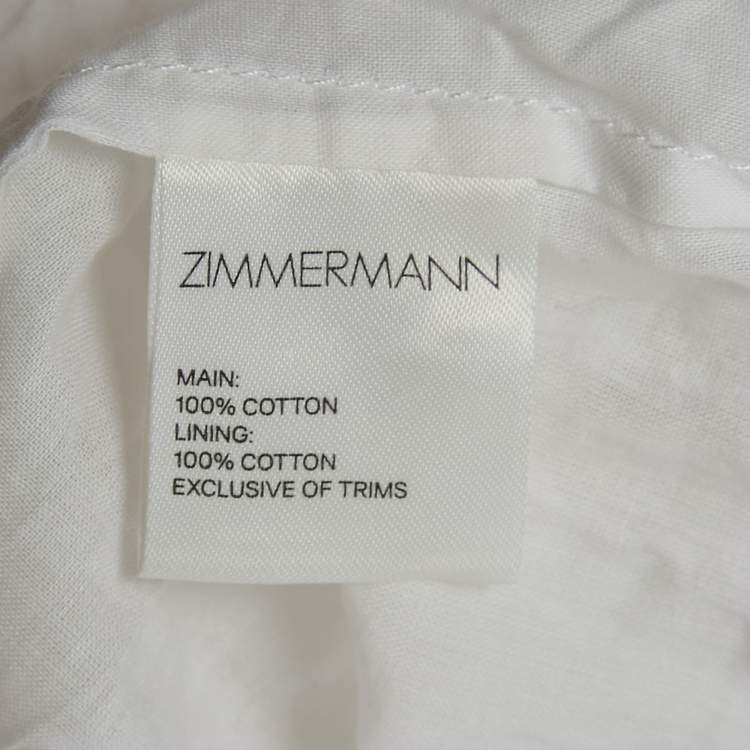 ZIMMERMANN
MAIN:
100% COTTON
LINING:
100% COTTON
EXCLUSIVE OF TRIMS